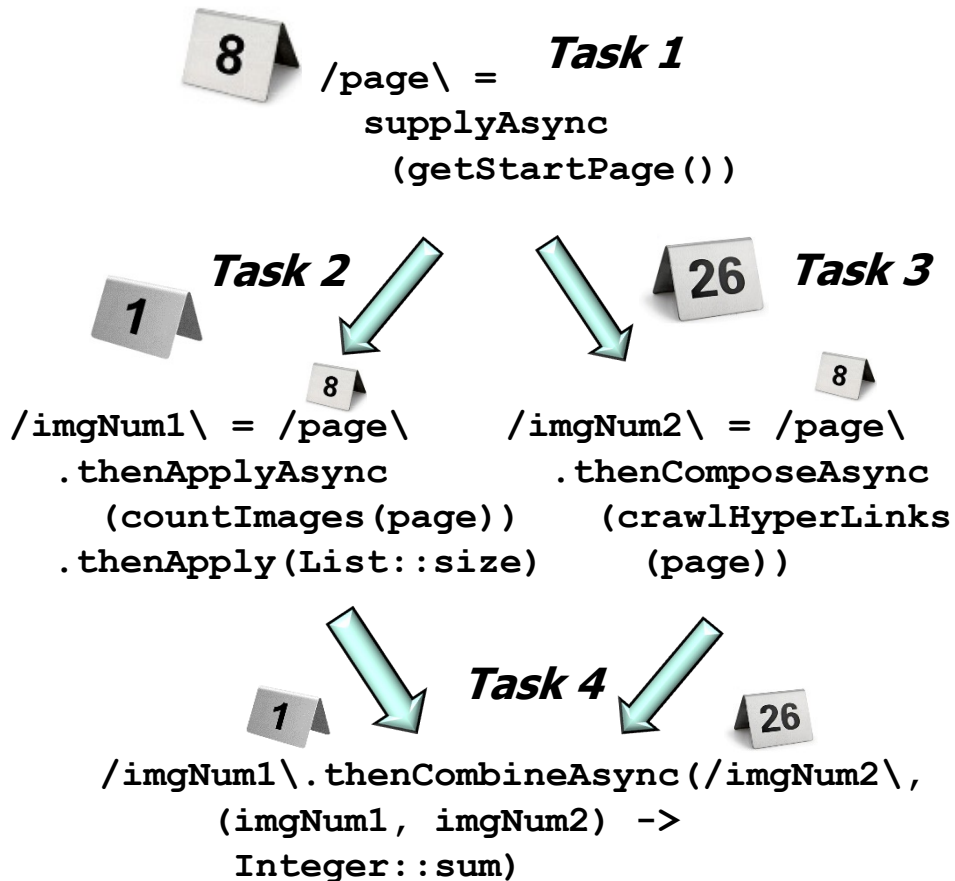 8
Task 1
/page\ =
supplyAsync
(getStartPage())
Task 2
1
26
Task 3
8
/imgNum1\ = /page\
.thenApplyAsync
(countImages(page))
.thenApply(List::size)
8
/imgNum2\ = /page\
.thenComposeAsync
(crawlHyperLinks
(page))
Task 4
1
26
/imgNum1\.thenCombineAsync(/imgNum2\,
(imgNum1, imgNum2) ->
Integer::sum)